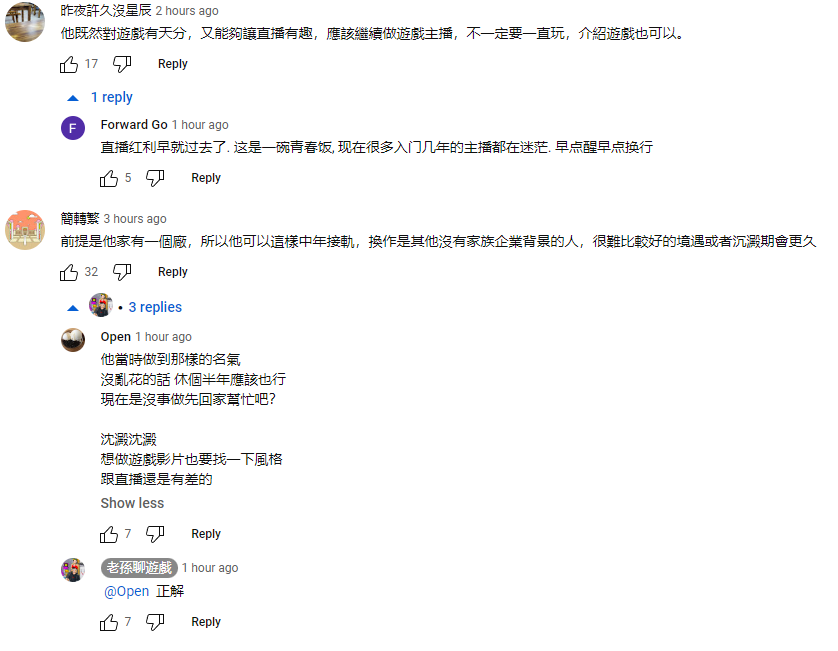 昨夜許久沒星辰 2 hours ago
他既然對遊戲有天分，又能夠讓直播有趣，應該繼續做遊戲主播，不一定要一直玩，介紹遊戲也可以。
17 Reply
1 reply
F Forward Go 1 hour ago
直播红利早就过去了. 这是一碗青春饭, 现在很多入门几年的主播都在迷茫. 早点醒早点换行
5 Reply
簡轉繁 3 hours ago
前提是他家有一個廠，所以他可以這樣中年接軌，換作是其他沒有家族企業背景的人，很難比較好的境遇或者沉澱期會更久
32 Reply
• 3 replies
Open 1 hour ago
他當時做到那樣的名氣
沒亂花的話 休個半年應該也行
現在是沒事做先回家幫忙吧?
沈澱沈澱
想做遊戲影片也要找一下風格
跟直播還是有差的
Show less
7 Reply
老孫聊遊戲 1 hour ago
@Open 正解
7 Reply